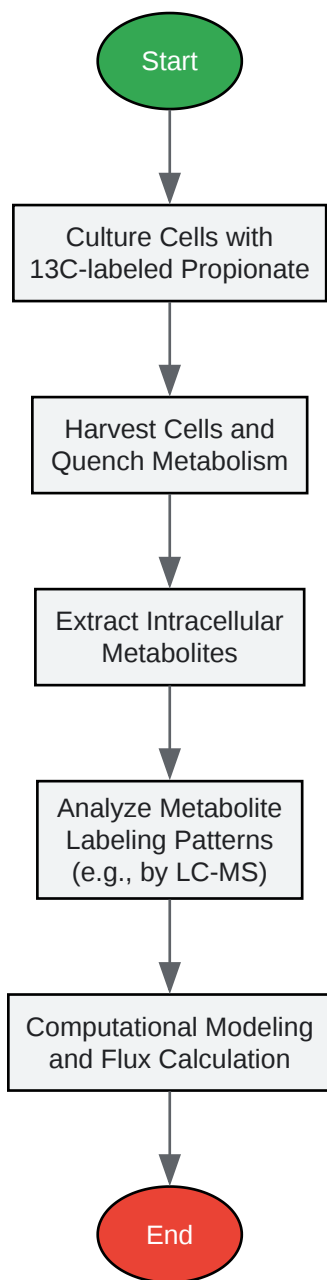 Start
Culture Cells with
13C-labeled Propionate
Harvest Cells and
Quench Metabolism
Extract Intracellular
Metabolites
Analyze Metabolite
Labeling Patterns
(e.g., by LC-MS)
Computational Modeling
and Flux Calculation
End